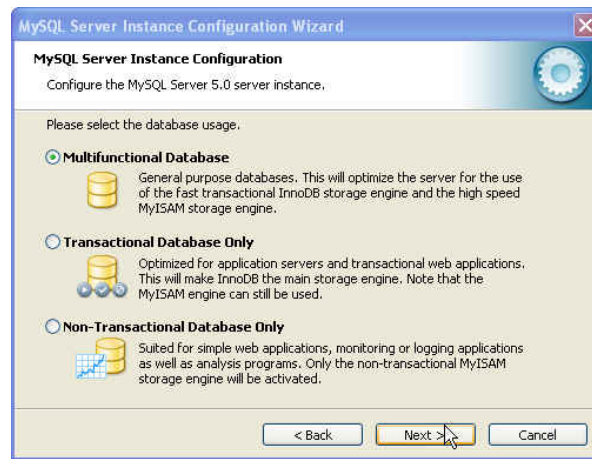 MySQL Server Instance Configuration Wizard
MySQL Server Instance Configuration
Configure the MySQL Server 5.0 server instance.
Please select the database usage.
Multifunctional Database
General purpose databases. This will optimize the server for the use
of the fast transactional InnoDB storage engine and the high speed
MyISAM storage engine.
Transactional Database Only
Optimized for application servers and transactional web applications.
This will make InnoDB the main storage engine. Note that the
MyISAM engine can still be used.
Non-Transactional Database Only
Suited for simple web applications, monitoring or logging applications
as well as analysis programs. Only the non-transactional MyISAM
storage engine will be activated.
< Back
Next >
Cancel